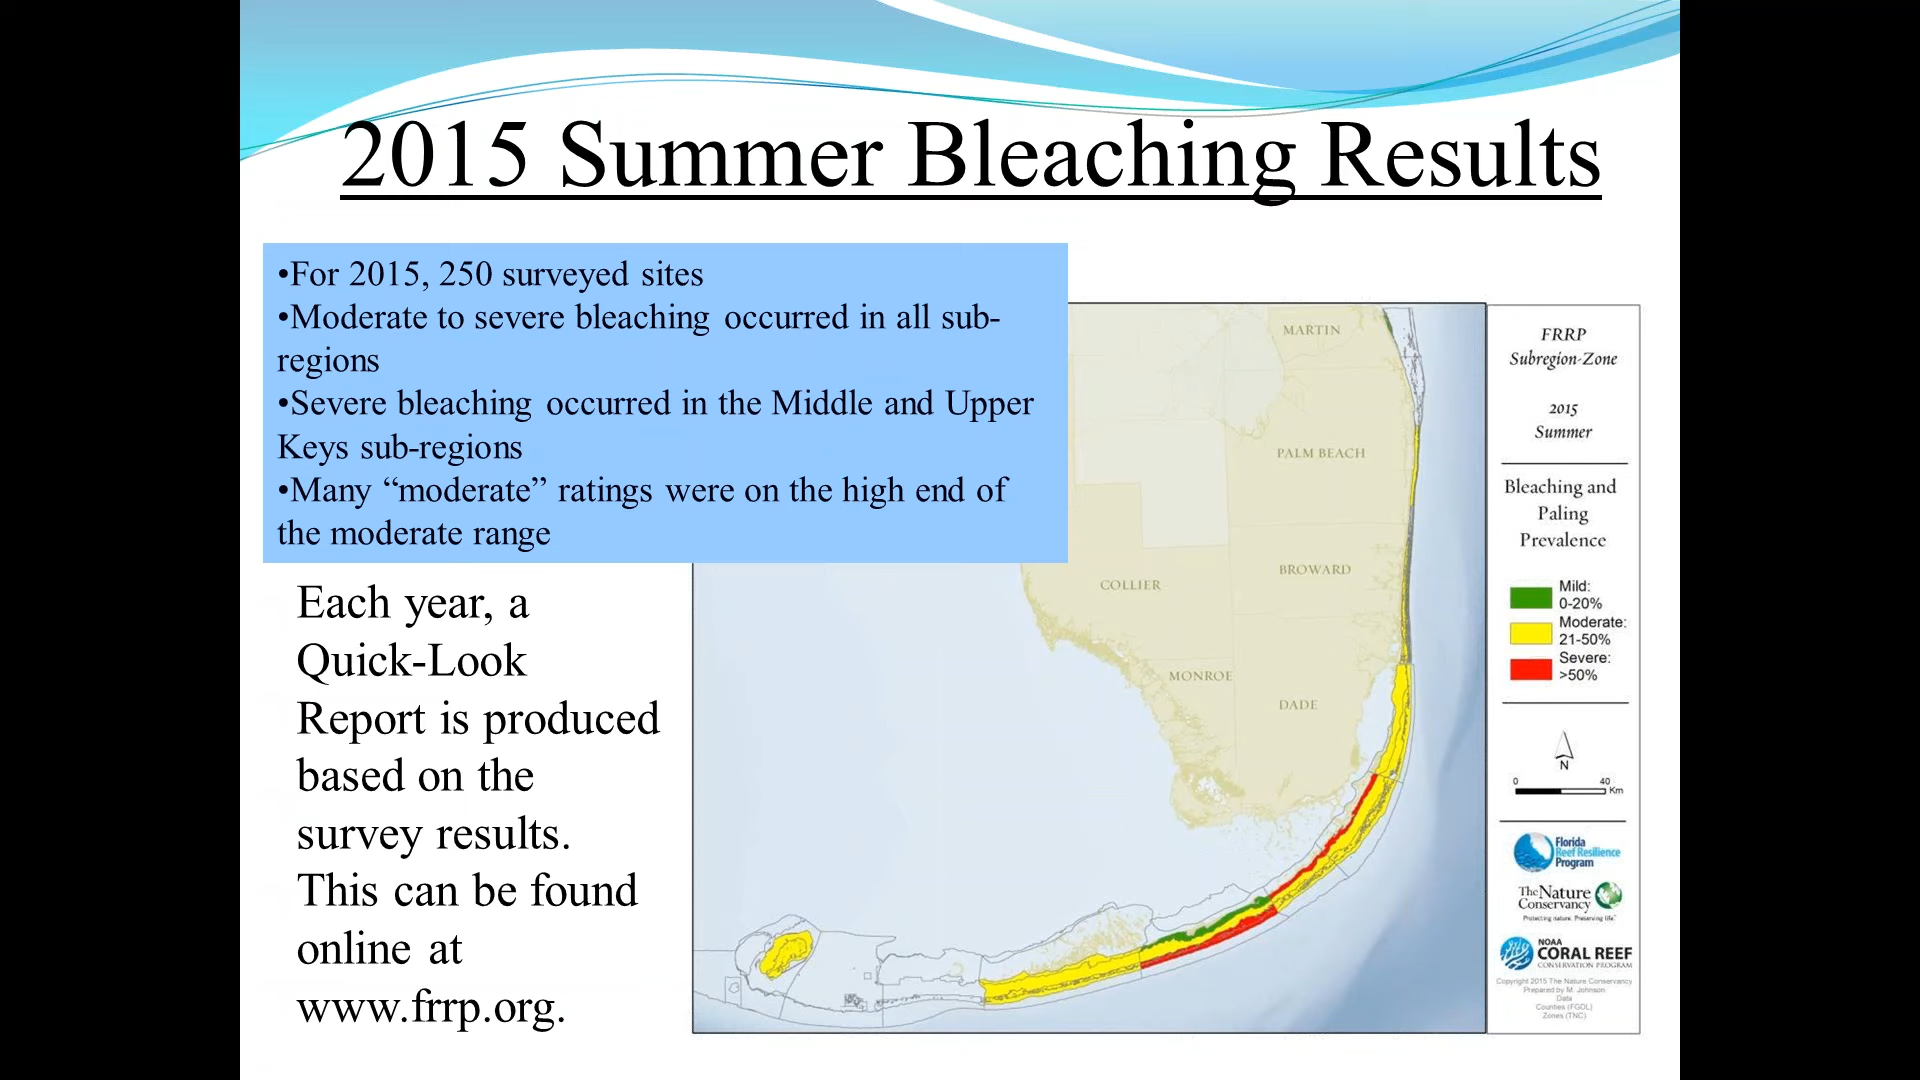 2015 Summer Bleaching Results
•For 2015, 250 surveyed sites
•Moderate to severe bleaching occurred in all sub-
regions
•Severe bleaching occurred in the Middle and Upper
Keys sub-regions
•Many “moderate” ratings were on the high end of
the moderate range
Each year, a
Quick-Look
Report is produced
based on the
survey results.
This can be found
online at
www.frrp.org.
MARTIN
PALM BEACH
BROWARD
COLLIER
MONROE
DADE
FRRP
Subregion-Zone
2015
Summer
Bleaching and
Paling
Prevalence
Mild:
0-20%
Moderate:
21-50%
Severe:
>50%
N
0 40
Km
Florida
Reef Resilience
Program
The Nature
Conservancy
Protecting nature. Preserving life.™
NOAA
CORAL REEF
CONSERVATION PROGRAM
Copyright 2015 The Nature Conservancy
Prepared by M. Johnson
Data
Counties (FGDL)
Zones (TNC)